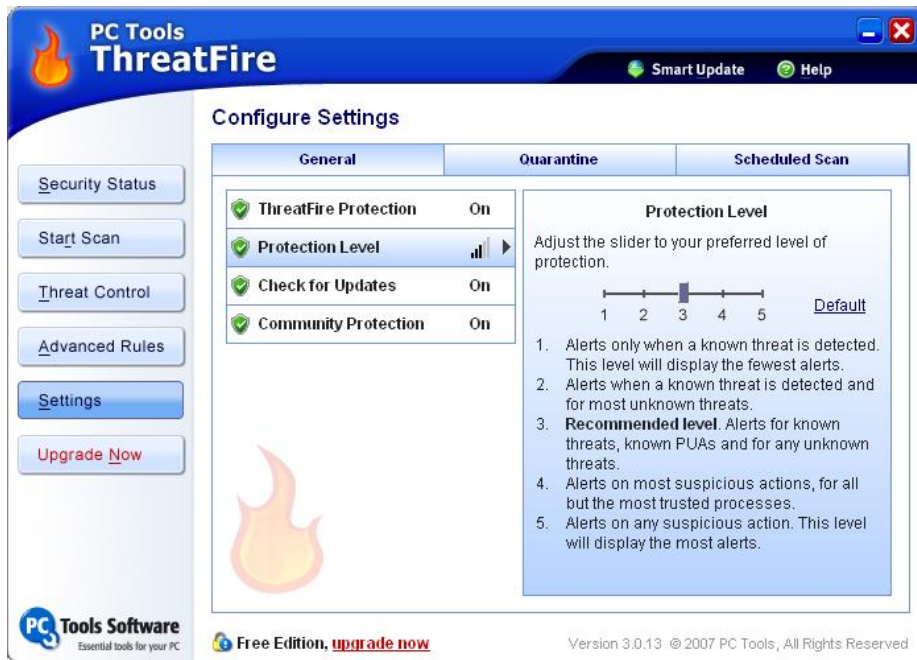 PC Tools
ThreatFire
Smart Update
Help
Configure Settings
General
Quarantine
Scheduled Scan
Security Status
Start Scan
Threat Control
Advanced Rules
Settings
Upgrade Now
ThreatFire Protection On
Protection Level
Check for Updates On
Community Protection On
Protection Level
Adjust the slider to your preferred level of
protection.
1 2 3 4 5
Default
1. Alerts only when a known threat is detected.
This level will display the fewest alerts.
2. Alerts when a known threat is detected and
for most unknown threats.
3. Recommended level. Alerts for known
threats, known PUAs and for any unknown
threats.
4. Alerts on most suspicious actions, for all
but the most trusted processes.
5. Alerts on any suspicious action. This level
will display the most alerts.
PC Tools Software
Essential tools for your PC
Free Edition, upgrade now
Version 3.0.13 © 2007 PC Tools, All Rights Reserved